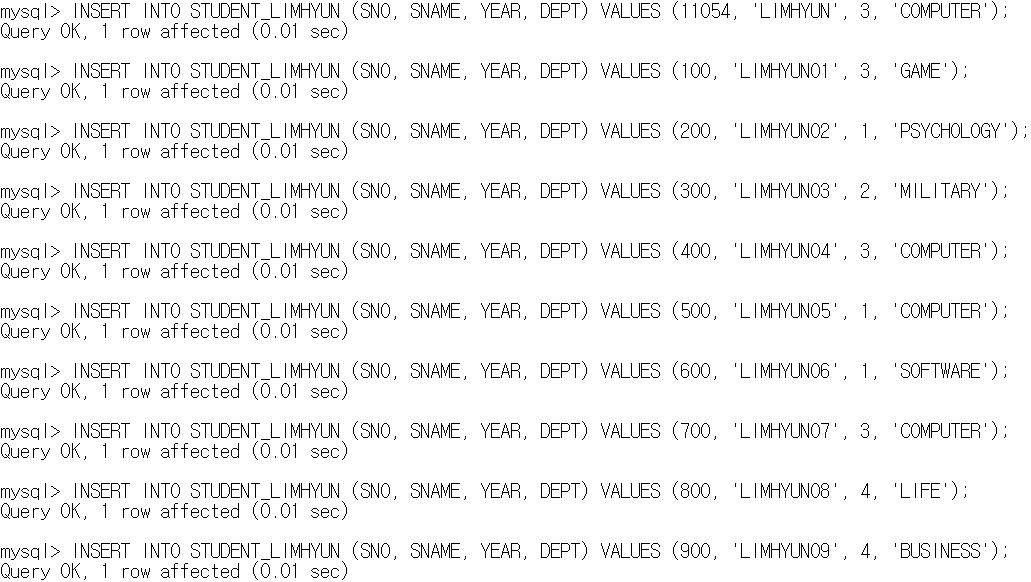 mysql> INSERT INTO STUDENT_LIMHYUN (SNO, SNAME, YEAR, DEPT) VALUES (11054, 'LIMHYUN', 3, 'COMPUTER');
Query OK, 1 row affected (0.01 sec)
mysql> INSERT INTO STUDENT_LIMHYUN (SNO, SNAME, YEAR, DEPT) VALUES (100, 'LIMHYUN01', 3, 'GAME');
Query OK, 1 row affected (0.01 sec)
mysql> INSERT INTO STUDENT_LIMHYUN (SNO, SNAME, YEAR, DEPT) VALUES (200, 'LIMHYUN02', 1, 'PSYCHOLOGY');
Query OK, 1 row affected (0.01 sec)
mysql> INSERT INTO STUDENT_LIMHYUN (SNO, SNAME, YEAR, DEPT) VALUES (300, 'LIMHYUN03', 2, 'MILITARY');
Query OK, 1 row affected (0.01 sec)
mysql> INSERT INTO STUDENT_LIMHYUN (SNO, SNAME, YEAR, DEPT) VALUES (400, 'LIMHYUN04', 3, 'COMPUTER');
Query OK, 1 row affected (0.01 sec)
mysql> INSERT INTO STUDENT_LIMHYUN (SNO, SNAME, YEAR, DEPT) VALUES (500, 'LIMHYUN05', 1, 'COMPUTER');
Query OK, 1 row affected (0.01 sec)
mysql> INSERT INTO STUDENT_LIMHYUN (SNO, SNAME, YEAR, DEPT) VALUES (600, 'LIMHYUN06', 1, 'SOFTWARE');
Query OK, 1 row affected (0.01 sec)
mysql> INSERT INTO STUDENT_LIMHYUN (SNO, SNAME, YEAR, DEPT) VALUES (700, 'LIMHYUN07', 3, 'COMPUTER');
Query OK, 1 row affected (0.01 sec)
mysql> INSERT INTO STUDENT_LIMHYUN (SNO, SNAME, YEAR, DEPT) VALUES (800, 'LIMHYUN08', 4, 'LIFE');
Query OK, 1 row affected (0.01 sec)
mysql> INSERT INTO STUDENT_LIMHYUN (SNO, SNAME, YEAR, DEPT) VALUES (900, 'LIMHYUN09', 4, 'BUSINESS');
Query OK, 1 row affected (0.01 sec)